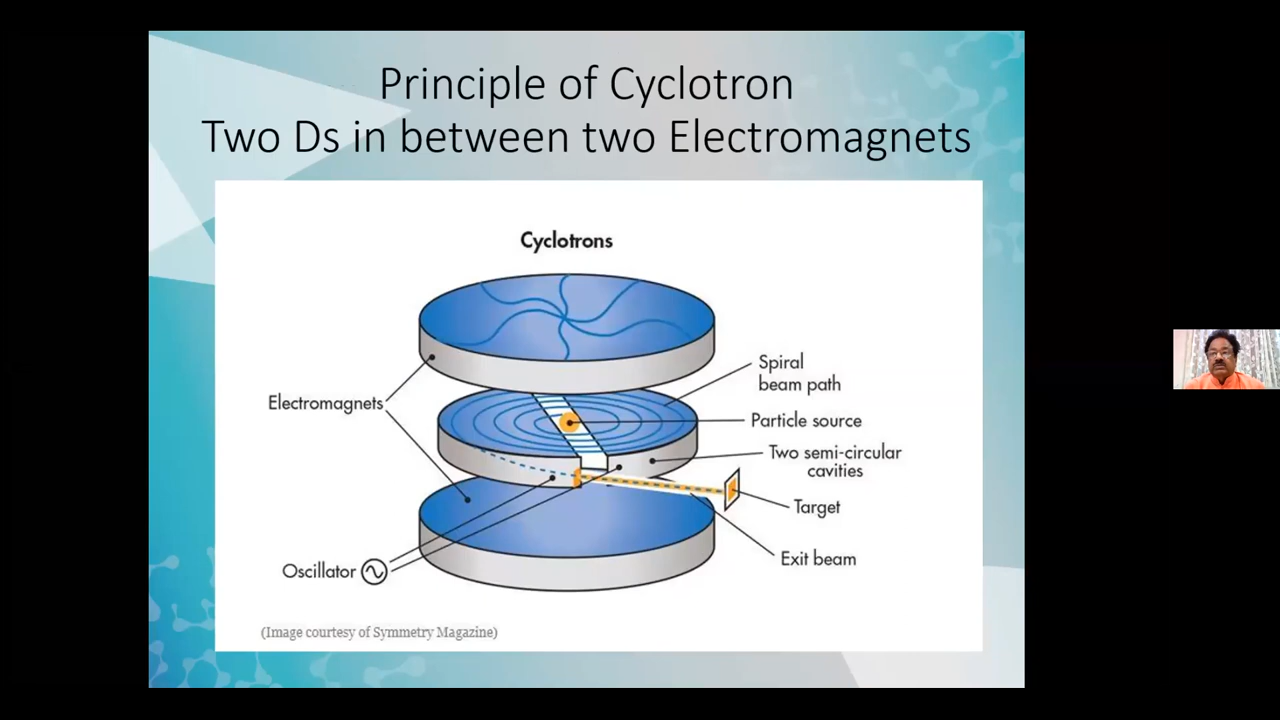 Principle of Cyclotron
Two Ds in between two Electromagnets
Cyclotrons
Spiral
beam path
Electromagnets
Particle source
Two semi-circular
cavities
Target
Exit beam
Oscillator
(Image courtesy of Symmetry Magazine)